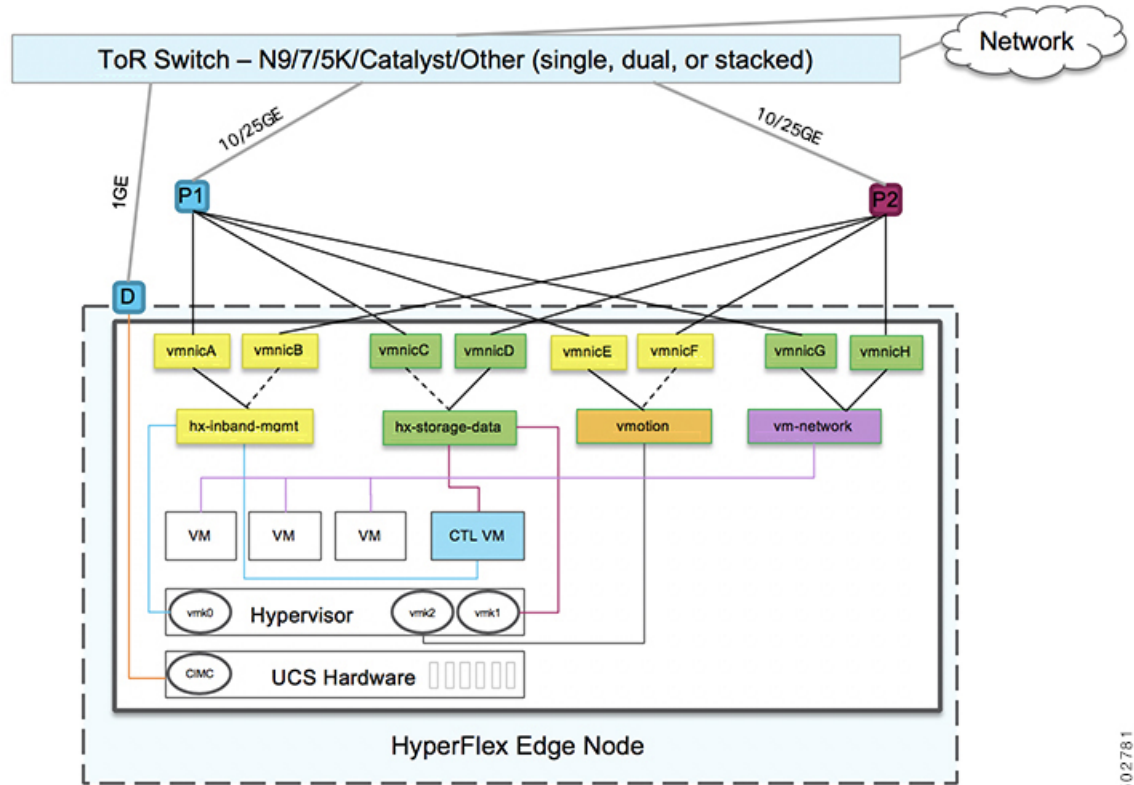 Network
ToR Switch – N9/7/5K/Catalyst/Other (single, dual, or stacked)
10/25GE
10/25GE
1GE
P1
P2
D
vmnicA
vmnicB
vmnicC
vmnicD
vmnicE
vmnicF
vmnicG
vmnicH
hx-inband-mgmt
hx-storage-data
vmotion
vm-network
VM
VM
VM
CTL VM
vmk0
Hypervisor
vmk2
vmk1
CIMC
UCS Hardware
HyperFlex Edge Node